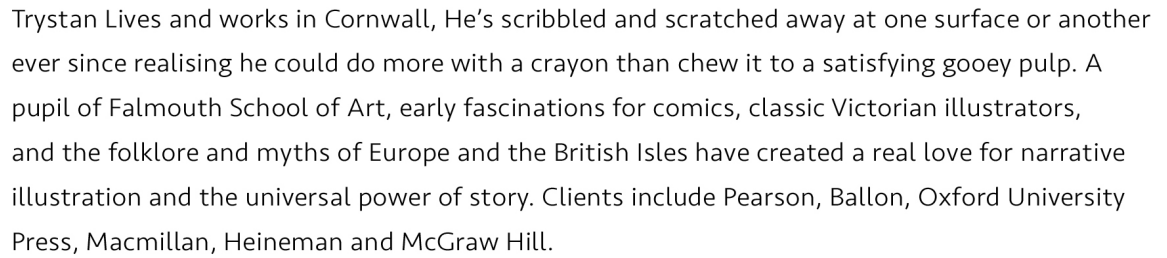 Trystan Lives and works in Cornwall, He’s scribbled and scratched away at one surface or another
ever since realising he could do more with a crayon than chew it to a satisfying gooey pulp. A
pupil of Falmouth School of Art, early fascinations for comics, classic Victorian illustrators,
and the folklore and myths of Europe and the British Isles have created a real love for narrative
illustration and the universal power of story. Clients include Pearson, Ballon, Oxford University
Press, Macmillan, Heineman and McGraw Hill.